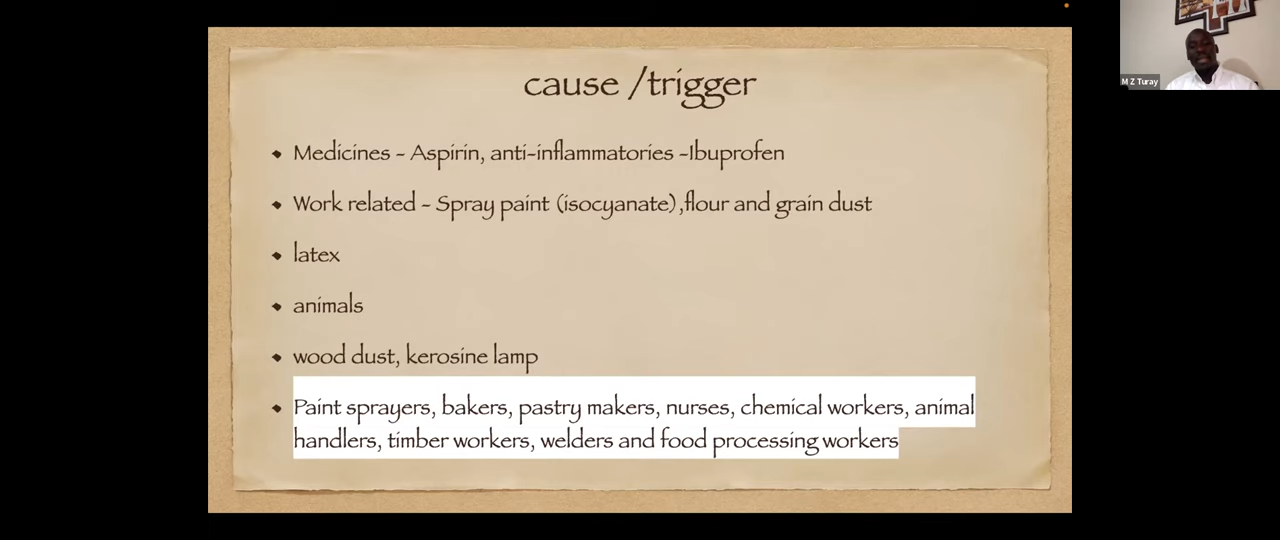 cause /trigger
Medicines - Aspirin, anti-inflammatories -Ibuprofen
Work related - Spray paint (isocyanate),flour and grain dust
latex
animals
wood dust, kerosine lamp
Paint sprayers, bakers, pastry makers, nurses, chemical workers, animal
handlers, timber workers, welders and food processing workers
M Z Turay